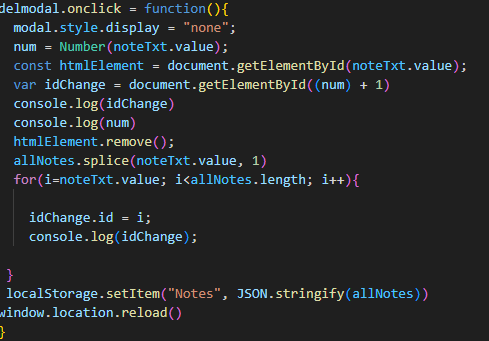 delmodal.onclick = function(){
modal.style.display = "none";
num = Number(noteTxt.value);
const htmlElement = document.getElementById(noteTxt.value);
var idChange = document.getElementById((num) + 1)
console.log(idChange)
console.log(num)
htmlElement.remove();
allNotes.splice(noteTxt.value, 1)
for(i=noteTxt.value; i<allNotes.length; i++){
idChange.id = i;
console.log(idChange);
}
localStorage.setItem("Notes", JSON.stringify(allNotes))
window.location.reload()
}